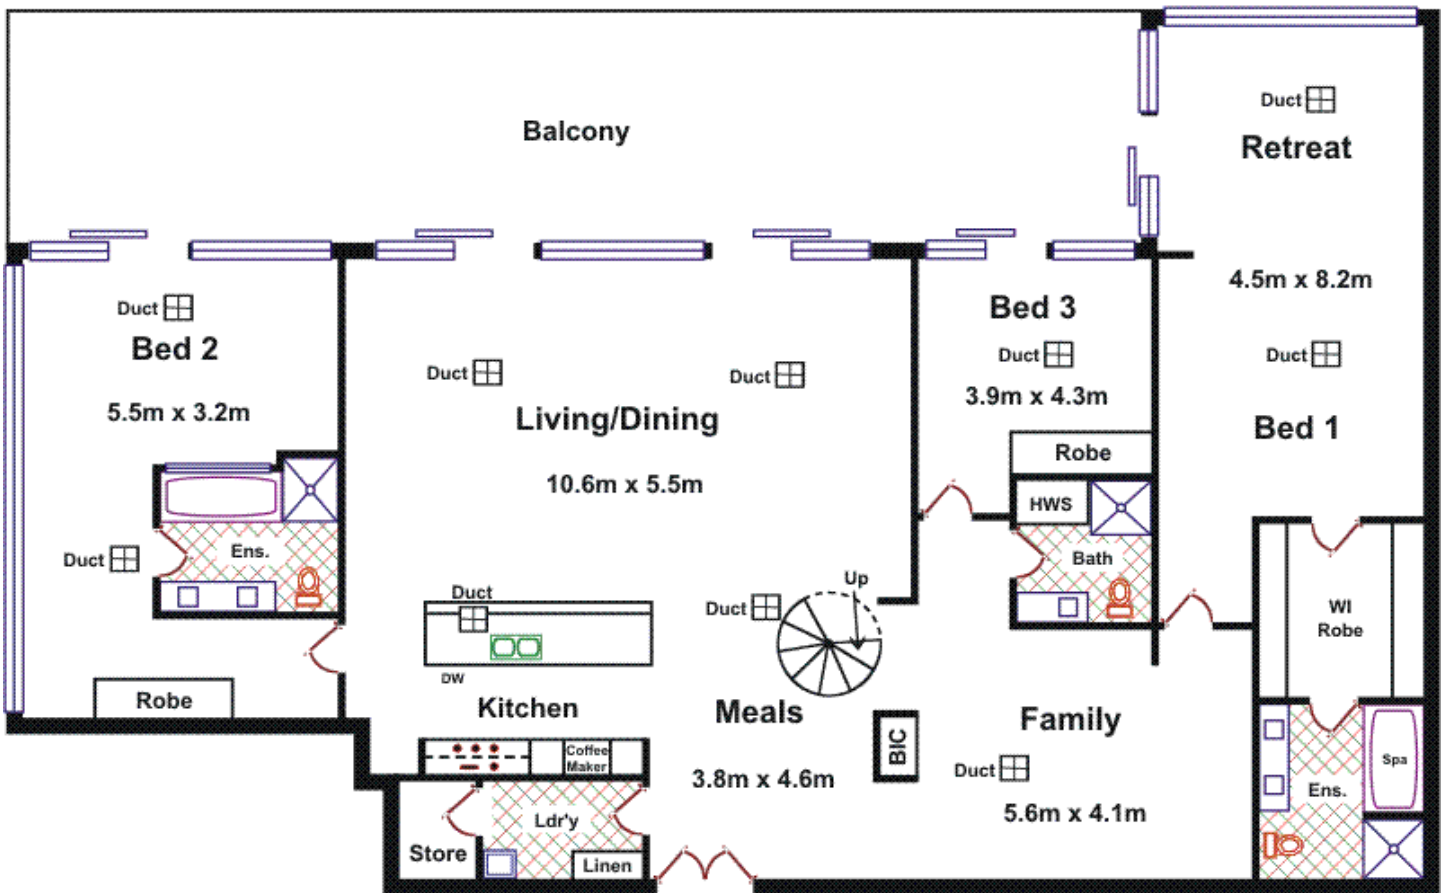 Balcony
Duct
Retreat
4.5m x 8.2m
Duct
Bed 1
Duct
Bed 2
5.5m x 3.2m
Duct
Duct
Living/Dining
10.6m x 5.5m
Bed 3
Duct
3.9m x 4.3m
Robe
HWS
Bath
Ens.
Duct
Robe
Duct
DW
Kitchen
Coffee
Maker
Duct
Up
Meals
3.8m x 4.6m
BIC
Family
Duct
5.6m x 4.1m
WI
Robe
Spa
Ens.
Ldr'y
Store
Linen